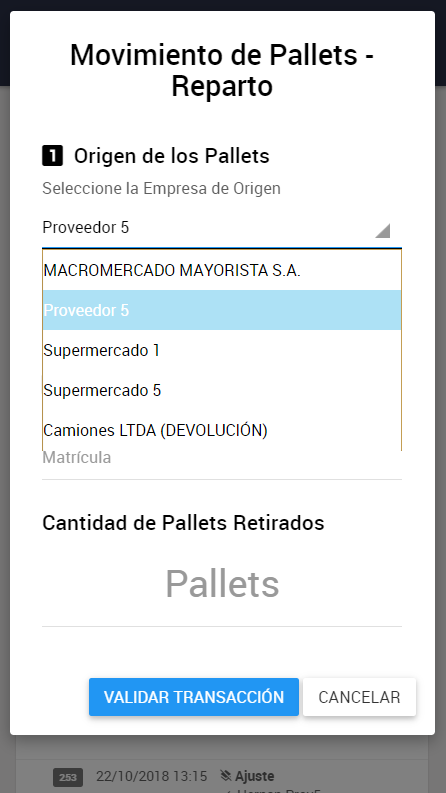 Movimiento de Pallets -
Reparto
1 Origen de los Pallets
Seleccione la Empresa de Origen
Proveedor 5
MACROMERCADO MAYORISTA S.A.
Proveedor 5
Supermercado 1
Supermercado 5
Camiones LTDA (DEVOLUCIÓN)
Matrícula
Cantidad de Pallets Retirados
Pallets
VALIDAR TRANSACCIÓN CANCELAR
253 22/10/2018 13:15 Ajuste